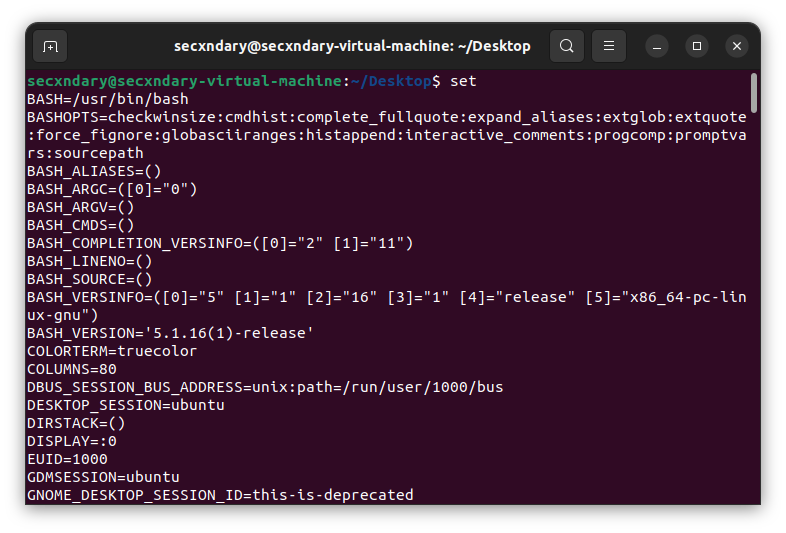 secxndary@secxndary-virtual-machine: ~/Desktop
secxndary@secxndary-virtual-machine:~/Desktop$ set
BASH=/usr/bin/bash
BASHOPTS=checkwinsize:cmdhist:complete_fullquote:expand_aliases:extglob:extquote
:force_fignore:globasciiranges:histappend:interactive_comments:progcomp:promptva
rs:sourcepath
BASH_ALIASES=()
BASH_ARGC=([0]="0")
BASH_ARGV=()
BASH_CMDS=()
BASH_COMPLETION_VERSINFO=([0]="2" [1]="11")
BASH_LINENO=()
BASH_SOURCE=()
BASH_VERSINFO=([0]="5" [1]="1" [2]="16" [3]="1" [4]="release" [5]="x86_64-pc-lin
ux-gnu")
BASH_VERSION='5.1.16(1)-release'
COLORTERM=truecolor
COLUMNS=80
DBUS_SESSION_BUS_ADDRESS=unix:path=/run/user/1000/bus
DESKTOP_SESSION=ubuntu
DIRSTACK=()
DISPLAY=:0
EUID=1000
GDMSESSION=ubuntu
GNOME_DESKTOP_SESSION_ID=this-is-deprecated